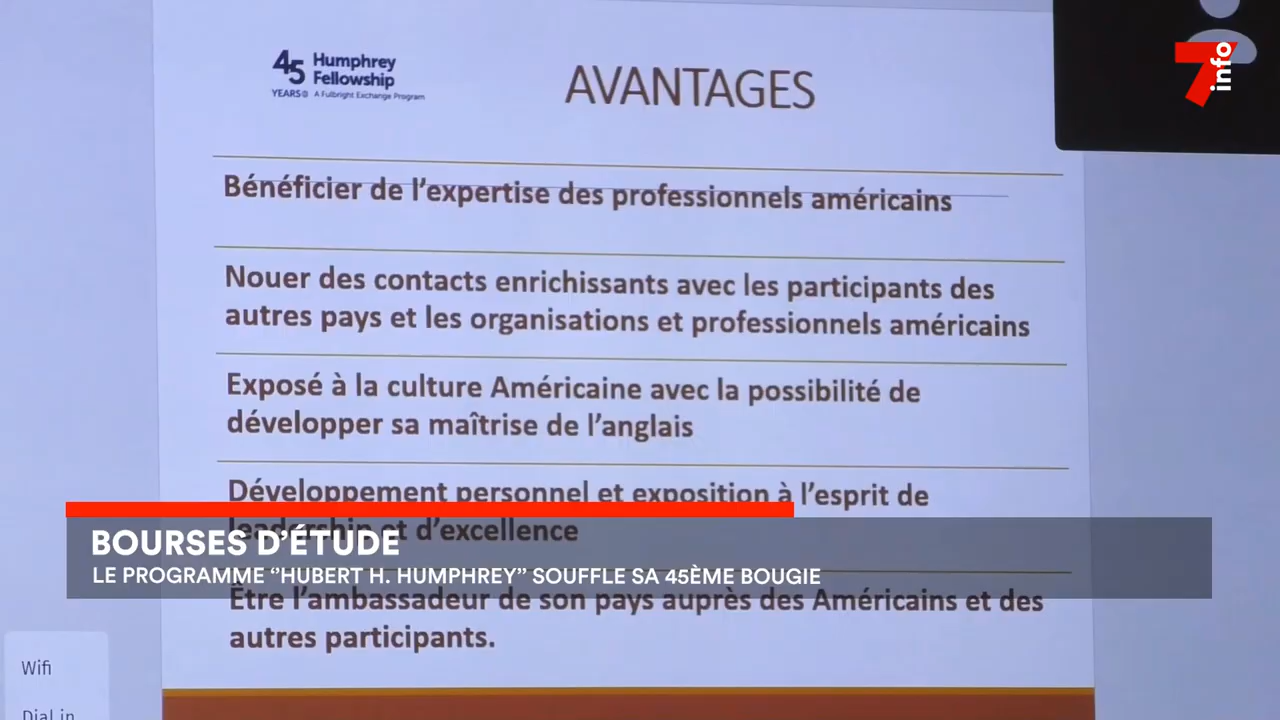 45 Humphrey
Fellowship
YEARS A Fulbright Exchange Program
AVANTAGES
7info
Bénéficier de l'expertise des professionnels américains
Nouer des contacts enrichissants avec les participants des
autres pays et les organisations et professionnels américains
Exposé à la culture Américaine avec la possibilité de
développer sa maîtrise de l'anglais
Développement personnel et exposition à l'esprit de
leadership et d'excellence
BOURSES D'ÉTUDE
LE PROGRAMME "HUBERT H. HUMPHREY" SOUFFLE SA 45ÈME BOUGIE
Être l'ambassadeur de son pays auprès des Américains et des
autres participants.
Wifi
Dial in